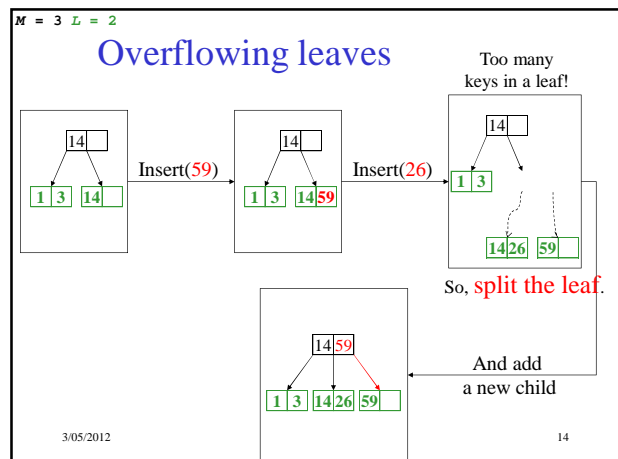 M = 3 L = 2
Overflowing leaves
Too many
keys in a leaf!
14
1 3 14
Insert(59)
14
1 3 14 59
Insert(26)
14
1 3
14 26 59
So, split the leaf.
And add
a new child
14 59
1 3 14 26 59
3/05/2012
14